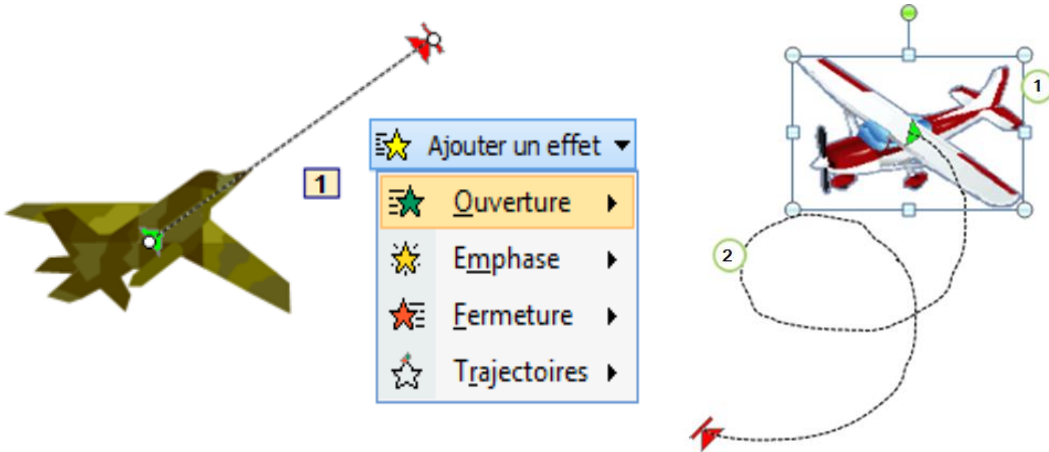 1
Ajouter un effet
Ouverture
Emphase
Fermeture
Trajectoires
1
2